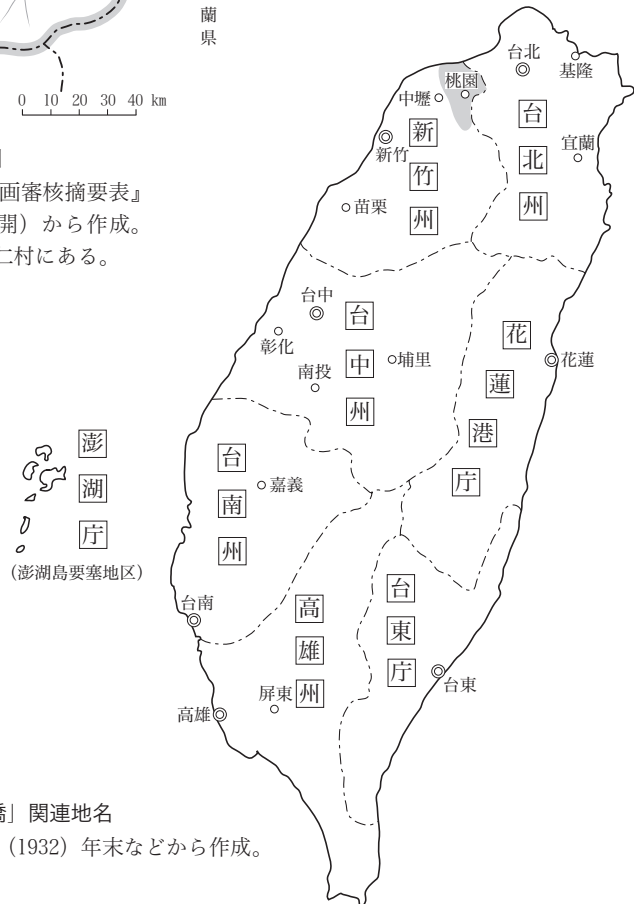 蘭県
0 10 20 30 40 km
画審核摘要表』
開）から作成。
二村にある。
台北
基隆
桃園
中壢
新竹
宜蘭
苗栗
台北州
新竹州
台中
彰化
南投
埔里
台中州
花蓮
花蓮港庁
澎湖庁
(澎湖島要塞地区)
嘉義
台南州
台南
高雄州
屏東
高雄
台東庁
台東
」関連地名
(1932) 年末などから作成。